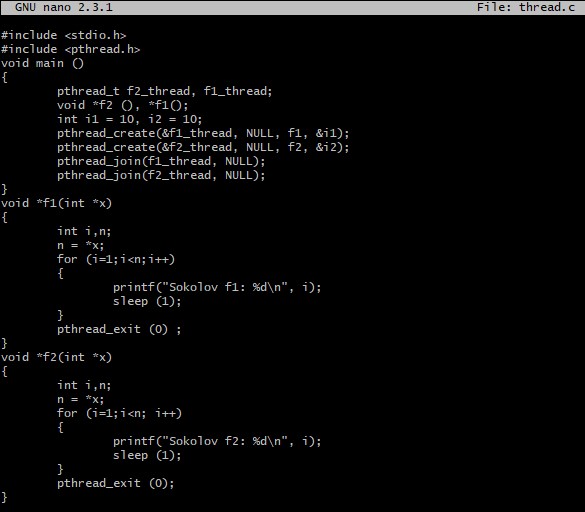 GNU nano 2.3.1 File: thread.c
#include <stdio.h>
#include <pthread.h>
void main ()
{
pthread_t f2_thread, f1_thread;
void *f2 (), *f1();
int i1 = 10, i2 = 10;
pthread_create(&f1_thread, NULL, f1, &i1);
pthread_create(&f2_thread, NULL, f2, &i2);
pthread_join(f1_thread, NULL);
pthread_join(f2_thread, NULL);
}
void *f1(int *x)
{
int i,n;
n = *x;
for (i=1;i<n;i++)
{
printf("Sokolov f1: %d\n", i);
sleep (1);
}
pthread_exit (0) ;
}
void *f2(int *x)
{
int i,n;
n = *x;
for (i=1;i<n; i++)
{
printf("Sokolov f2: %d\n", i);
sleep (1);
}
pthread_exit (0);
}